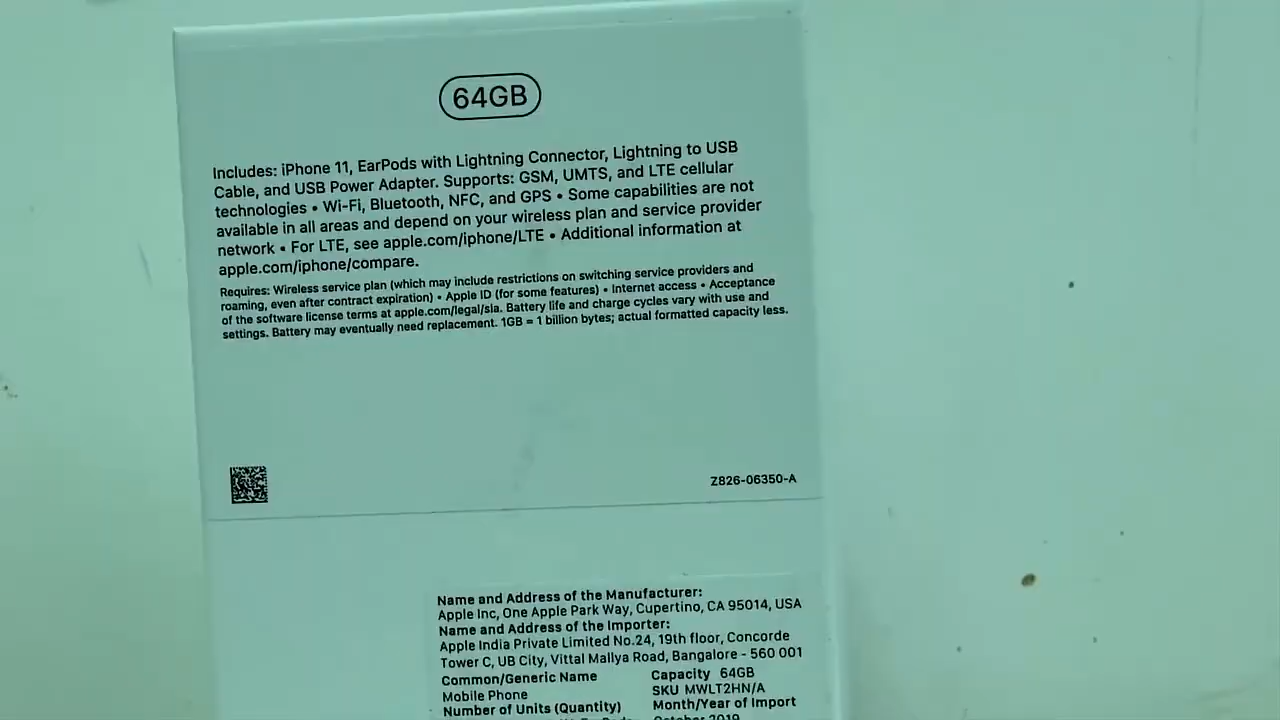 64GB
Includes: iPhone 11, EarPods with Lightning Connector, Lightning to USB
Cable, and USB Power Adapter. Supports: GSM, UMTS, and LTE cellular
technologies • Wi-Fi, Bluetooth, NFC, and GPS • Some capabilities are not
available in all areas and depend on your wireless plan and service provider
network • For LTE, see apple.com/iphone/LTE • Additional information at
apple.com/iphone/compare.
Requires: Wireless service plan (which may include restrictions on switching service providers and
roaming, even after contract expiration) • Apple ID (for some features) • Internet access • Acceptance
of the software license terms at apple.com/legal/sla. Battery life and charge cycles vary with use and
settings. Battery may eventually need replacement. 1GB = 1 billion bytes; actual formatted capacity less.
Z826-06350-A
Name and Address of the Manufacturer:
Apple Inc, One Apple Park Way, Cupertino, CA 95014, USA
Name and Address of the Importer:
Apple India Private Limited No.24, 19th floor, Concorde
Tower C, UB City, Vittal Mallya Road, Bangalore - 560 001
Common/Generic Name Capacity 64GB
Mobile Phone SKU MWLT2HN/A
Number of Units (Quantity) Month/Year of Import
October 2019